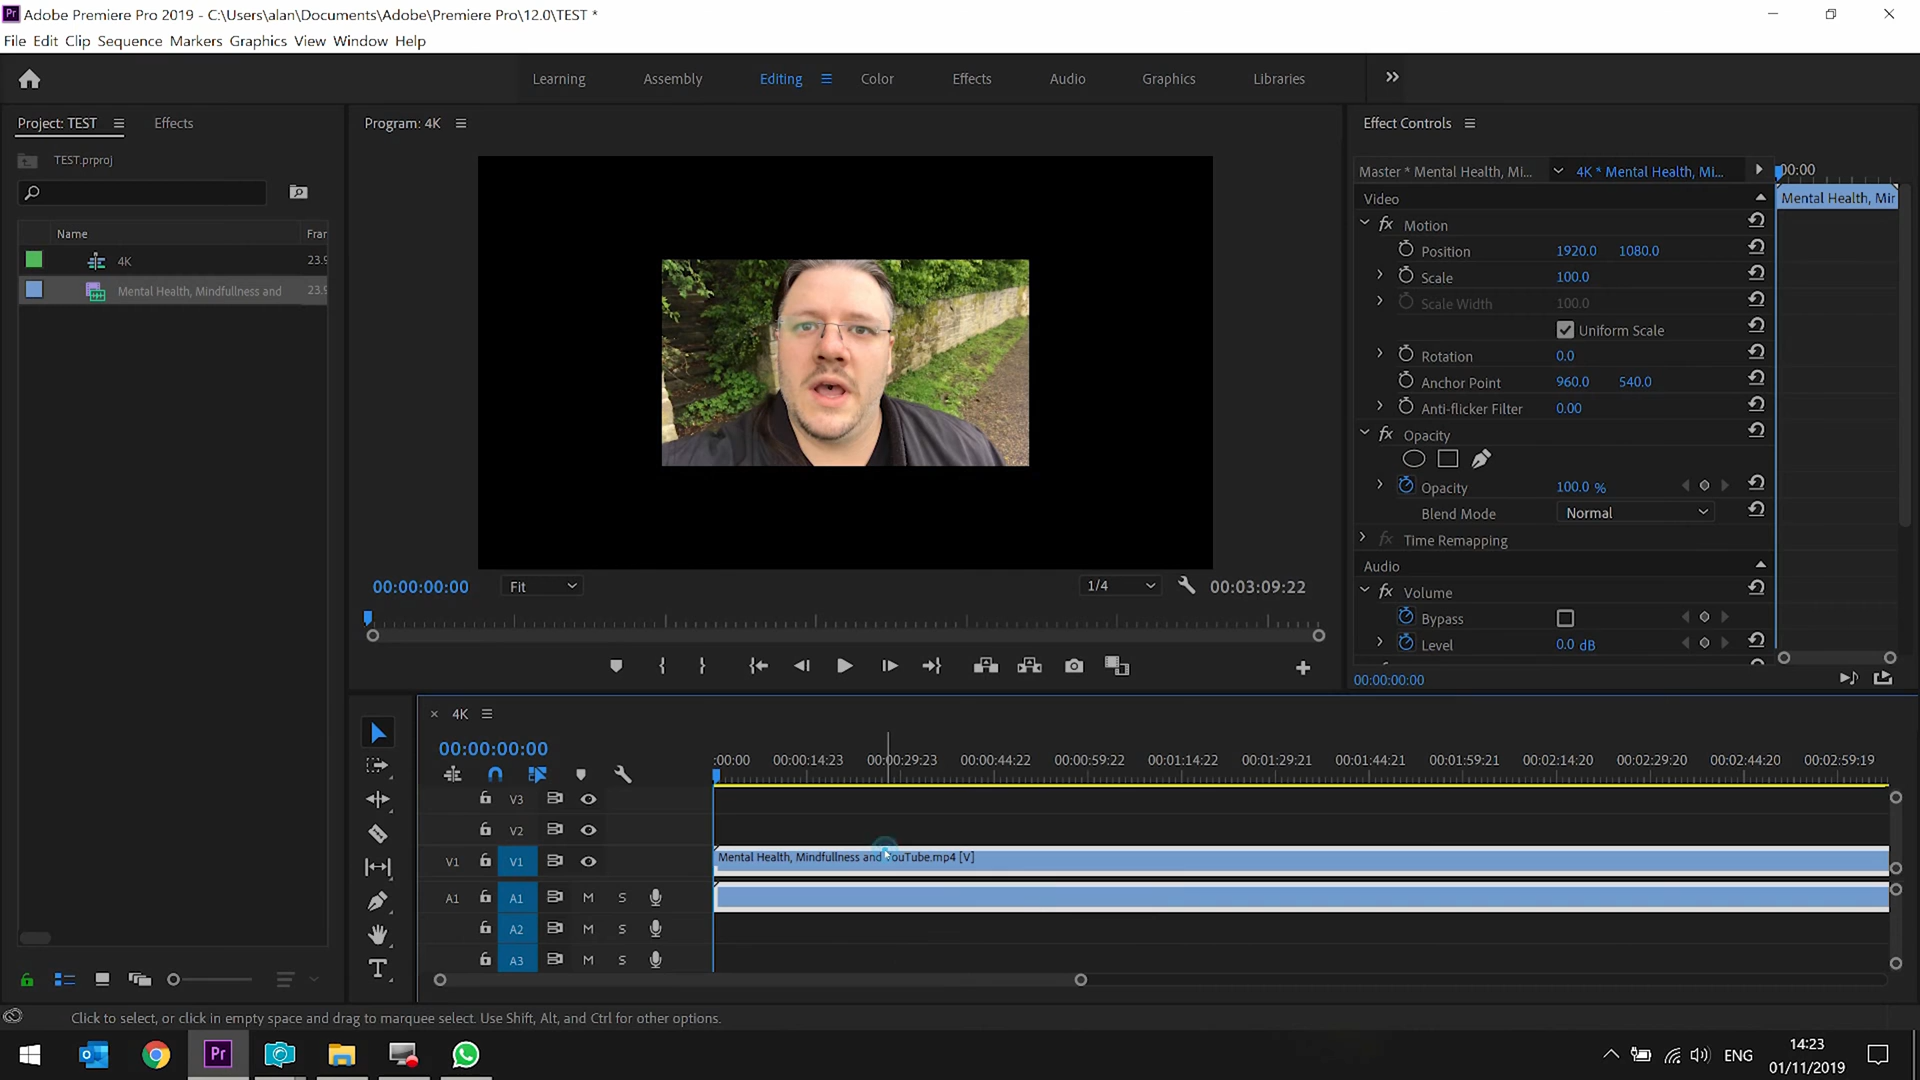 Pr Adobe Premiere Pro 2019 - C:\Users\alan\Documents\Adobe\Premiere Pro\12.0\TEST *
File Edit Clip Sequence Markers Graphics View Window Help
Learning Assembly Editing Color Effects Audio Graphics Libraries
Project: TEST Effects
TEST.prproj
Name Fran
4K 23.9
Mental Health, Mindfullness and 23.9
Program: 4K
00:00:00:00 Fit 1/4 00:03:09:22
Effect Controls
Master * Mental Health, Mi... 4K * Mental Health, Mi... 00:00
Video Mental Health, Mir
fx Motion
Position 1920.0 1080.0
Scale 100.0
Scale Width 100.0
Uniform Scale
Rotation 0.0
Anchor Point 960.0 540.0
Anti-flicker Filter 0.00
fx Opacity
Opacity 100.0 %
Blend Mode Normal
fx Time Remapping
Audio
fx Volume
Bypass
Level 0.0 dB
00:00:00:00
4K
00:00:00:00
:00:00 00:00:14:23 00:00:29:23 00:00:44:22 00:00:59:22 00:01:14:22 00:01:29:21 00:01:44:21 00:01:59:21 00:02:14:20 00:02:29:20 00:02:44:20 00:02:59:19
V3
V2
V1 V1 Mental Health, Mindfullness and YouTube.mp4 [V]
A1 A1 M S
A2 M S
A3 M S
T
Click to select, or click in empty space and drag to marquee select. Use Shift, Alt, and Ctrl for other options.
Pr ENG 14:23
01/11/2019